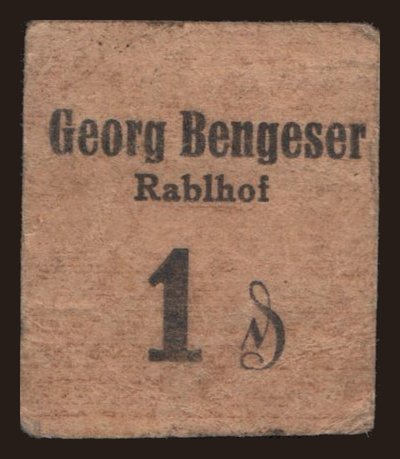 Georg Bengeser
Rablhof
1 ₰